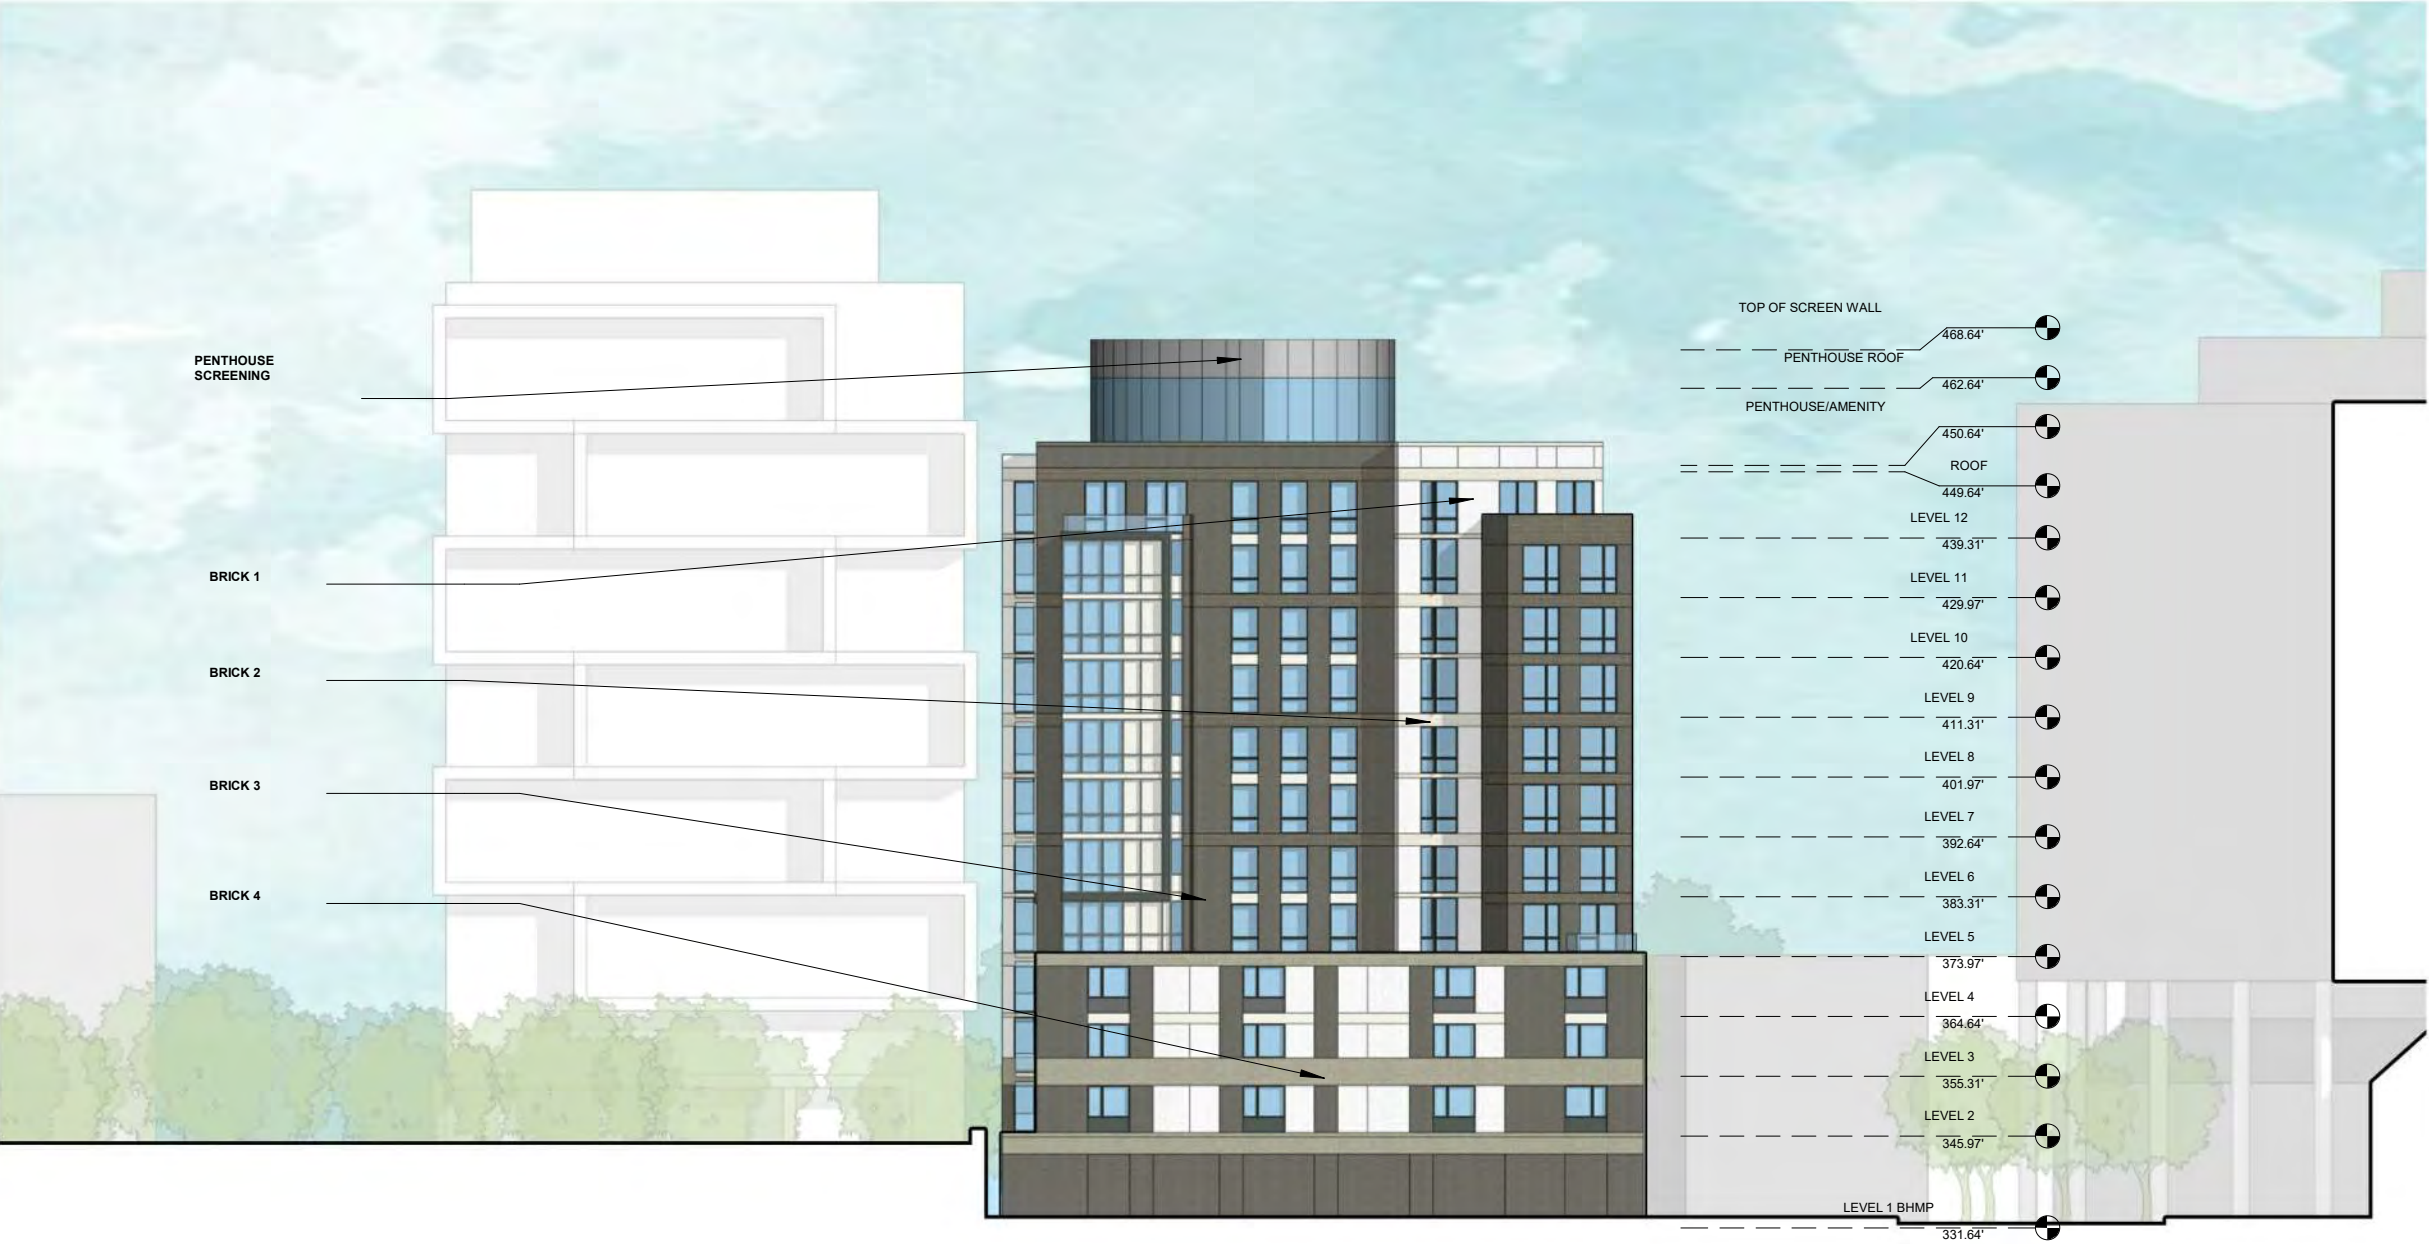 PENTHOUSE
SCREENING
BRICK 1
BRICK 2
BRICK 3
BRICK 4
TOP OF SCREEN WALL
468.64'
PENTHOUSE ROOF
462.64'
PENTHOUSE/AMENITY
450.64'
ROOF
449.64'
LEVEL 12
439.31'
LEVEL 11
429.97'
LEVEL 10
420.64'
LEVEL 9
411.31'
LEVEL 8
401.97'
LEVEL 7
392.64'
LEVEL 6
383.31'
LEVEL 5
373.97'
LEVEL 4
364.64'
LEVEL 3
355.31'
LEVEL 2
345.97'
LEVEL 1 BHMP
331.64'